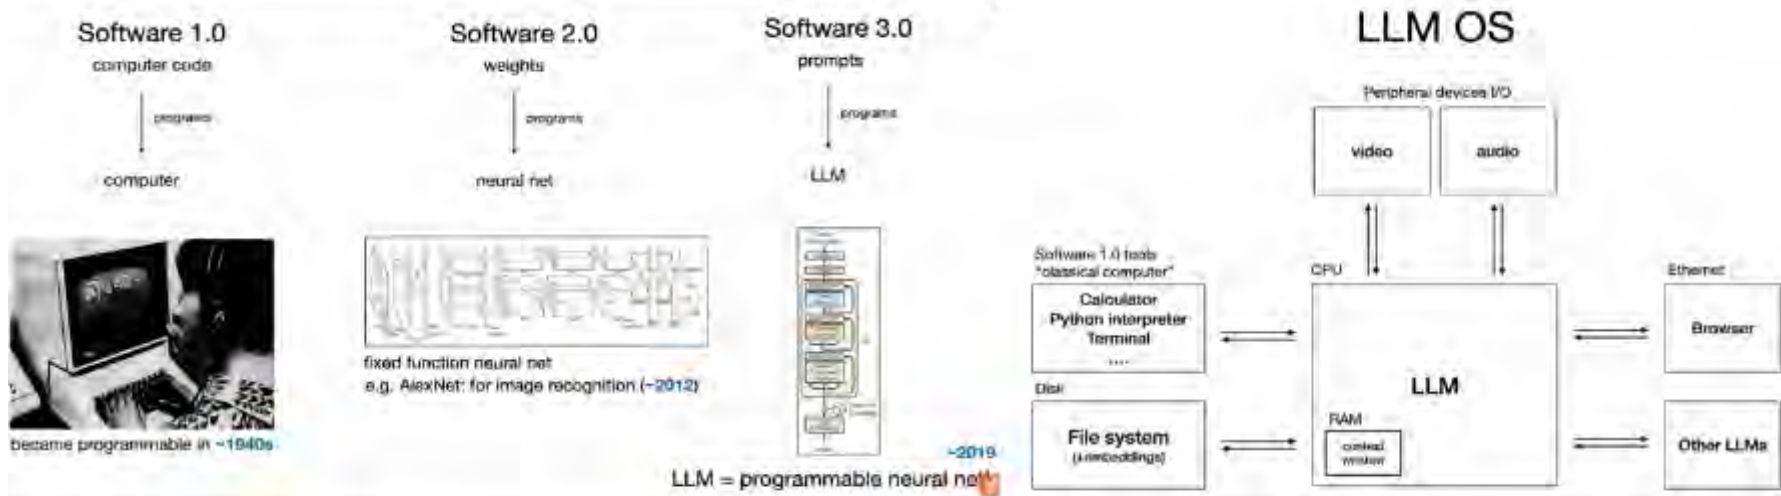 Software 1.0
computer code
programs
computer
became programmable in ~1940s
Software 2.0
weights
programs
neural net
fixed function neural net
e.g. AlexNet: for image recognition (~2012)
Software 3.0
prompts
programs
LLM
~2019
LLM = programmable neural net
LLM OS
Peripheral devices I/O
video
audio
Software 1.0 tools
"classical computer"
CPU
Ethernet
Calculator
Python interpreter
Terminal
....
Browser
LLM
Disk
RAM
File system
(+embeddings)
context
window
Other LLMs